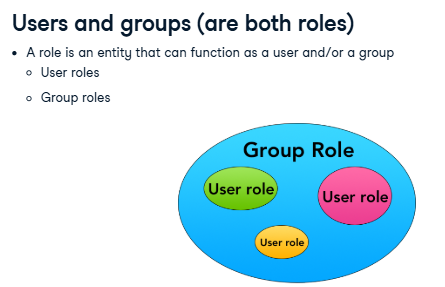 Users and groups (are both roles)
• A role is an entity that can function as a user and/or a group
◦ User roles
◦ Group roles
Group Role
User role
User role
User role